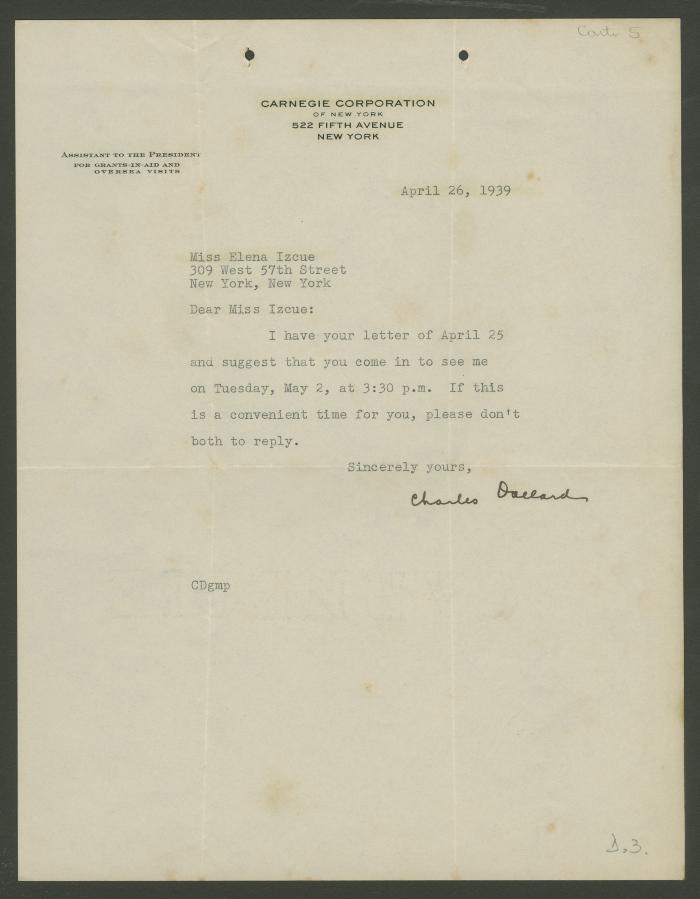 Carta 5
CARNEGIE CORPORATION
OF NEW YORK
522 FIFTH AVENUE
NEW YORK
ASSISTANT TO THE PRESIDENT
FOR GRANTS-IN-AID AND
OVERSEA VISITS
April 26, 1939
Miss Elena Izcue
309 West 57th Street
New York, New York
Dear Miss Izcue:
I have your letter of April 25
and suggest that you come in to see me
on Tuesday, May 2, at 3:30 p.m. If this
is a convenient time for you, please don't
both to reply.
Sincerely yours,
Charles Dollard
CDgmp
D.3.